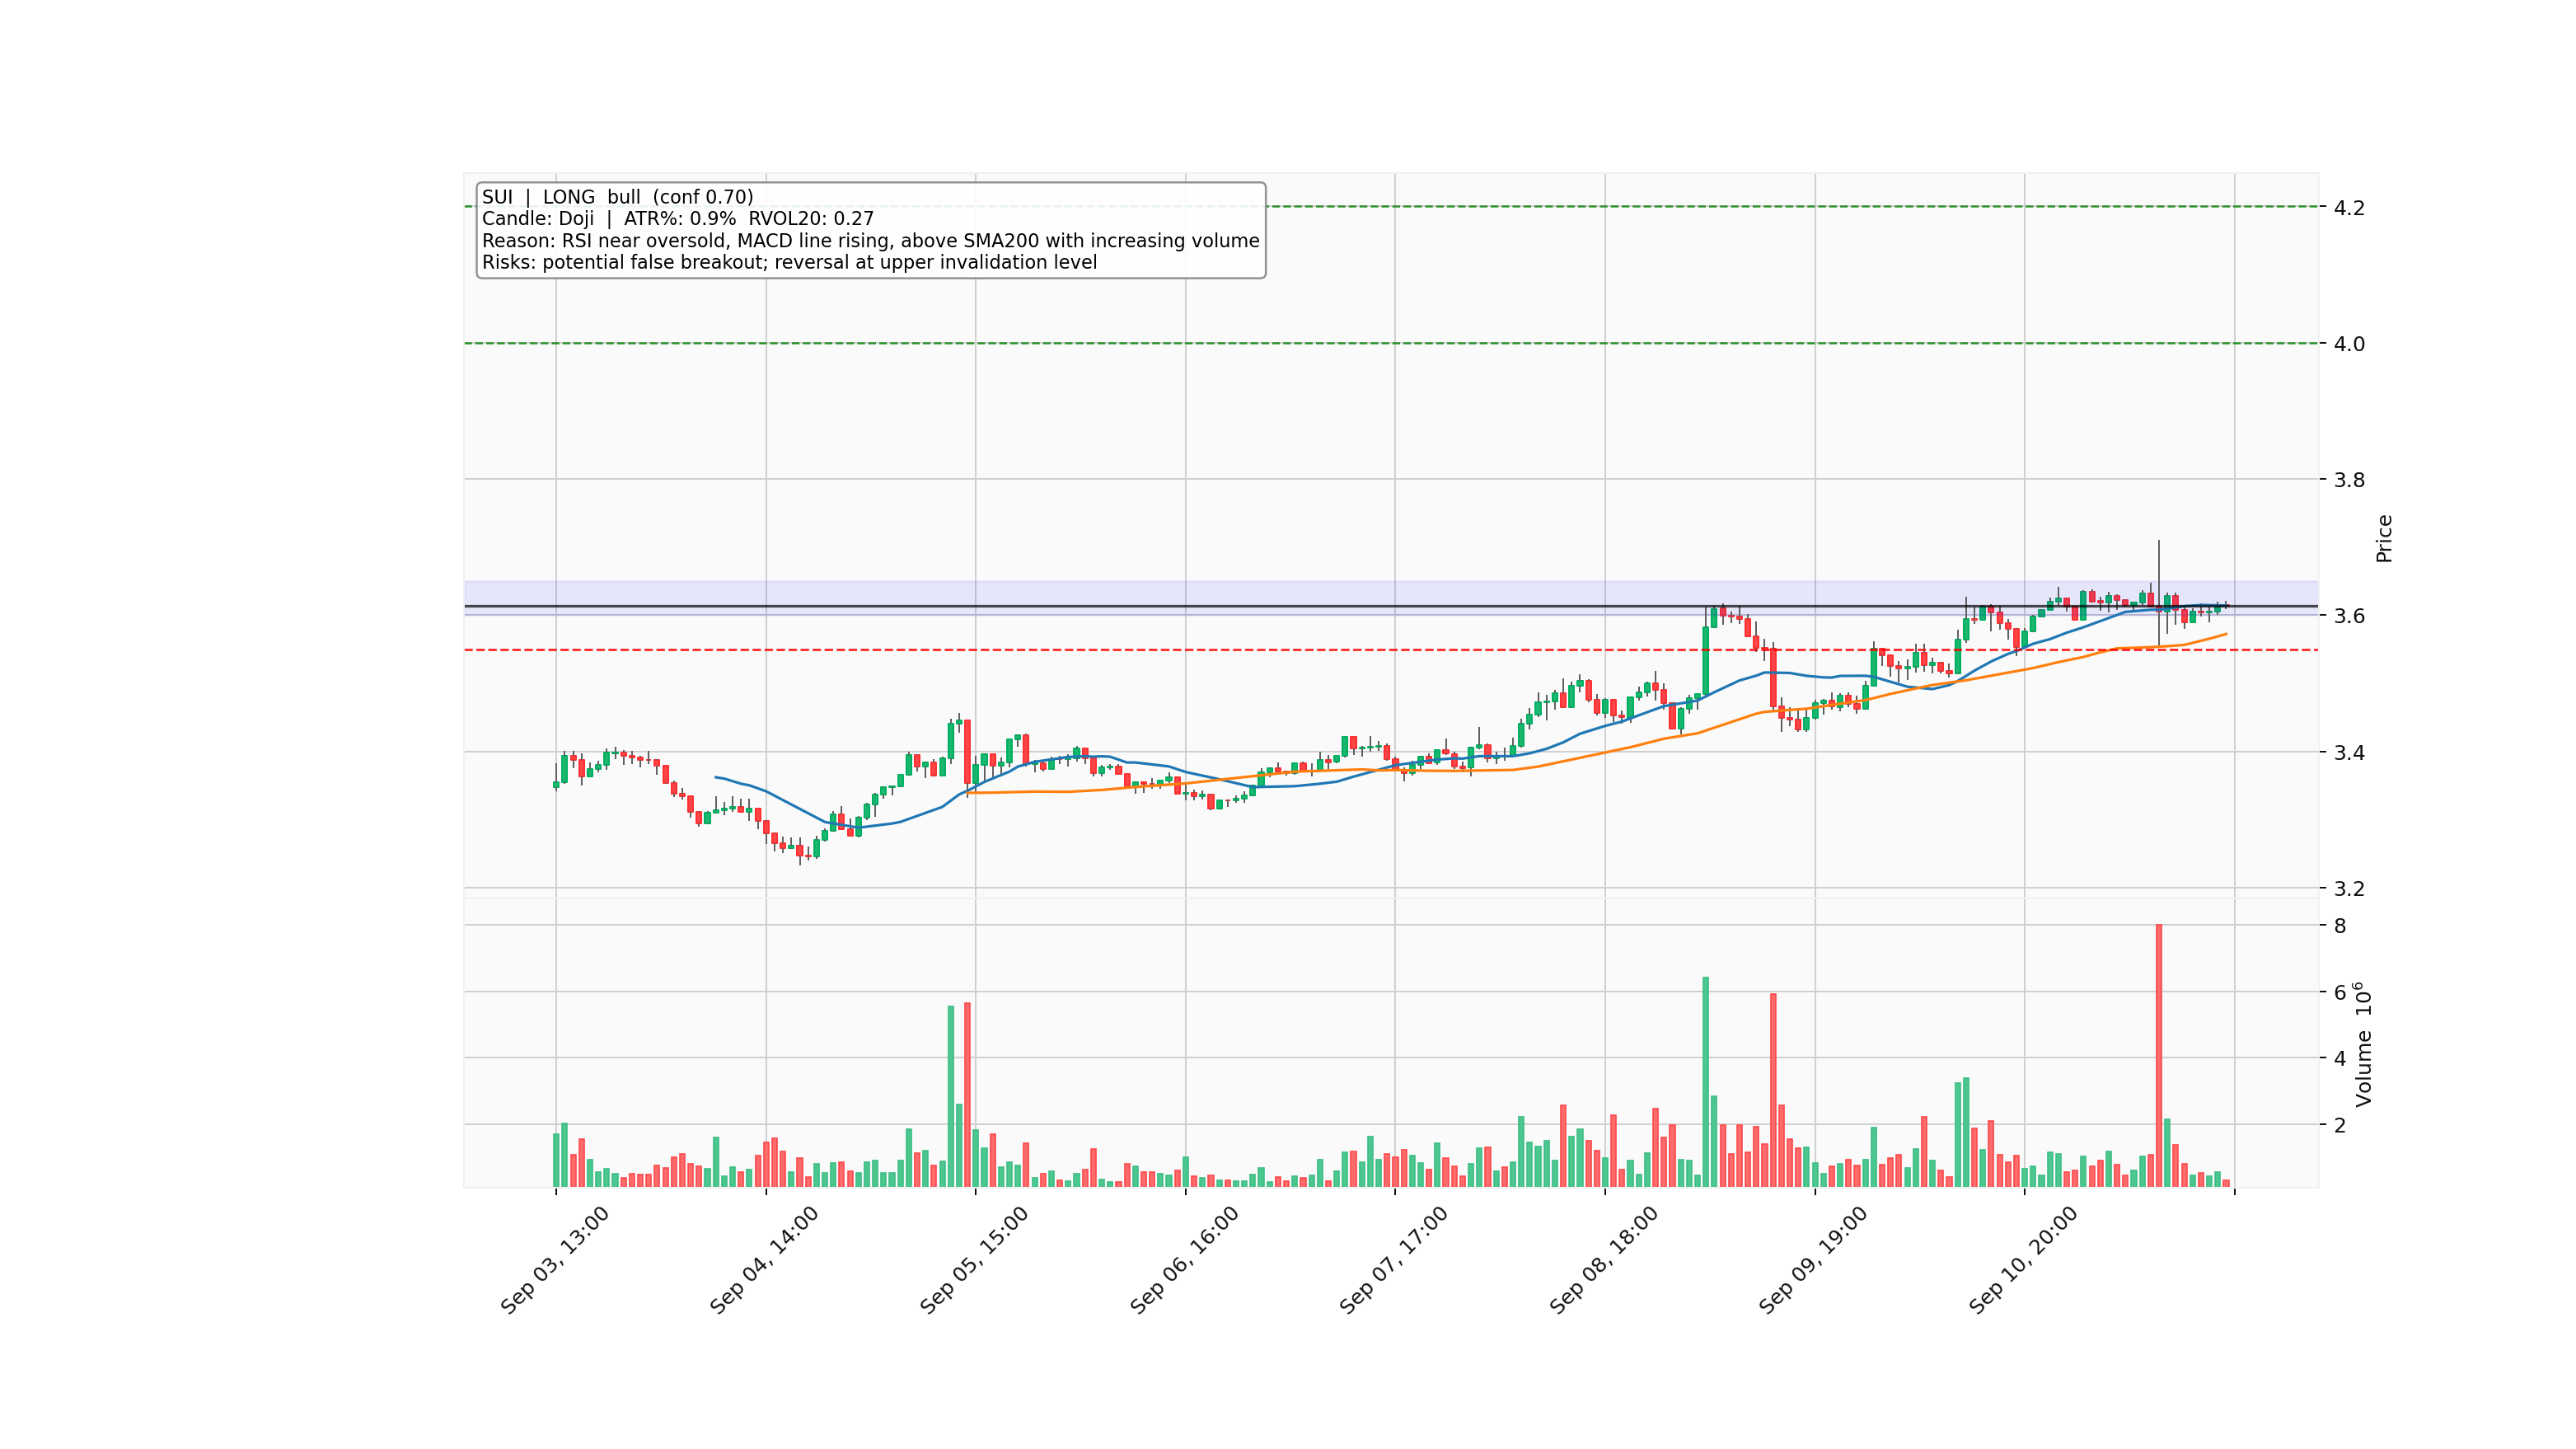 SUI | LONG bull (conf 0.70)
Candle: Doji | ATR%: 0.9% RVOL20: 0.27
Reason: RSI near oversold, MACD line rising, above SMA200 with increasing volume
Risks: potential false breakout; reversal at upper invalidation level
4.2
4.0
3.8
3.6
3.4
3.2
Price
8
6
4
2
Volume 10^6
Sep 03, 13:00
Sep 04, 14:00
Sep 05, 15:00
Sep 06, 16:00
Sep 07, 17:00
Sep 08, 18:00
Sep 09, 19:00
Sep 10, 20:00